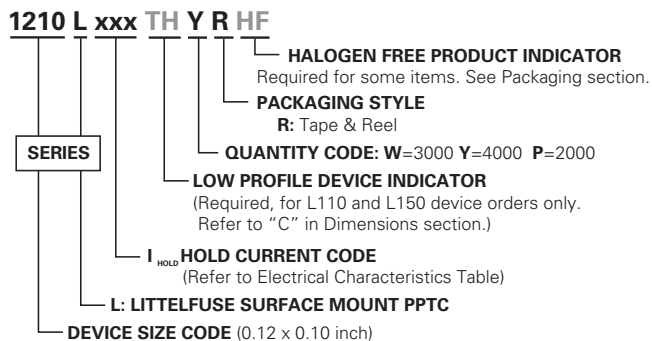 1210 L xxx TH Y R HF
HALOGEN FREE PRODUCT INDICATOR
Required for some items. See Packaging section.
PACKAGING STYLE
R: Tape & Reel
SERIES
QUANTITY CODE: W=3000 Y=4000 P=2000
LOW PROFILE DEVICE INDICATOR
(Required, for L110 and L150 device orders only.
Refer to “C” in Dimensions section.)
I HOLD HOLD CURRENT CODE
(Refer to Electrical Characteristics Table)
L: LITTELFUSE SURFACE MOUNT PPTC
DEVICE SIZE CODE (0.12 x 0.10 inch)